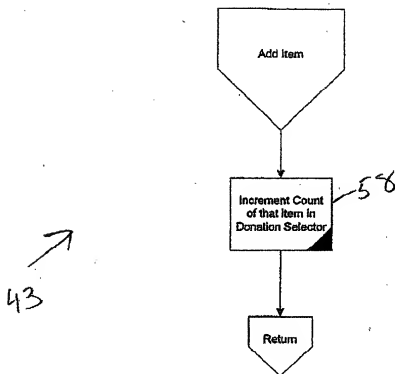 Add Item
Increment Count
of that Item in
Donation Selector
58
43
Return